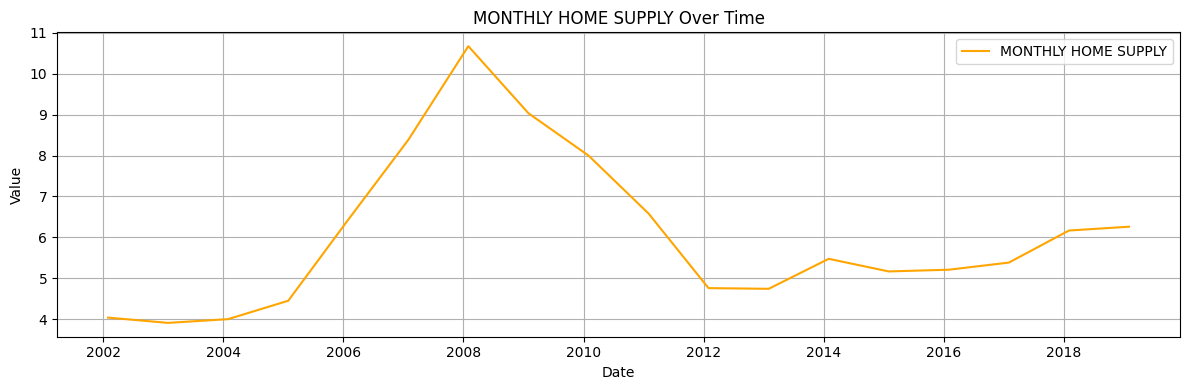 MONTHLY HOME SUPPLY Over Time
MONTHLY HOME SUPPLY
Value
11
10
9
8
7
6
5
4
2002 2004 2006 2008 2010 2012 2014 2016 2018
Date